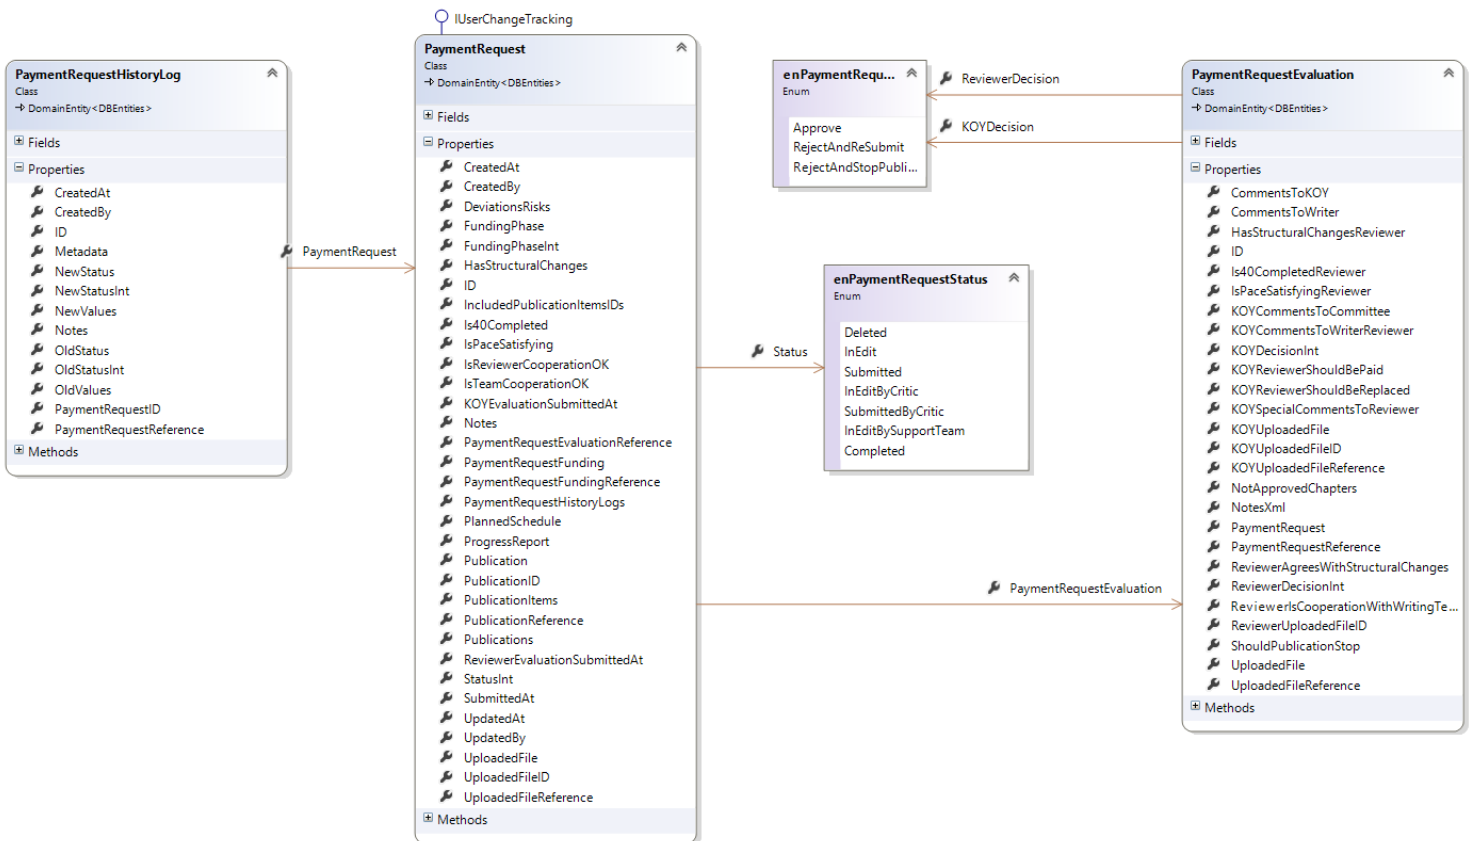 IUserChangeTracking
PaymentRequestHistoryLog
Class
DomainEntity<DBEntities>
Fields
Properties
CreatedAt
CreatedBy
ID
Metadata
NewStatus
NewStatusInt
NewValues
Notes
OldStatus
OldStatusInt
OldValues
PaymentRequestID
PaymentRequestReference
Methods
PaymentRequest
PaymentRequest
Class
DomainEntity<DBEntities>
Fields
Properties
CreatedAt
CreatedBy
DeviationsRisks
FundingPhase
FundingPhaseInt
HasStructuralChanges
ID
IncludedPublicationItemsIDs
Is40Completed
IsPaceSatisfying
IsReviewerCooperationOK
IsTeamCooperationOK
KOYEvaluationSubmittedAt
Notes
PaymentRequestEvaluationReference
PaymentRequestFunding
PaymentRequestFundingReference
PaymentRequestHistoryLogs
PlannedSchedule
ProgressReport
Publication
PublicationID
PublicationItems
PublicationReference
Publications
ReviewerEvaluationSubmittedAt
StatusInt
SubmittedAt
UpdatedAt
UpdatedBy
UploadedFile
UploadedFileID
UploadedFileReference
Methods
enPaymentRequ...
Enum
Approve
RejectAndReSubmit
RejectAndStopPubli...
ReviewerDecision
KOYDecision
Status
enPaymentRequestStatus
Enum
Deleted
InEdit
Submitted
InEditByCritic
SubmittedByCritic
InEditBySupportTeam
Completed
PaymentRequestEvaluation
PaymentRequestEvaluation
Class
DomainEntity<DBEntities>
Fields
Properties
CommentsToKOY
CommentsToWriter
HasStructuralChangesReviewer
ID
Is40CompletedReviewer
IsPaceSatisfyingReviewer
KOYCommentsToCommittee
KOYCommentsToWriterReviewer
KOYDecisionInt
KOYReviewerShouldBePaid
KOYReviewerShouldBeReplaced
KOYSpecialCommentsToReviewer
KOYUploadedFile
KOYUploadedFileID
KOYUploadedFileReference
NotApprovedChapters
NotesXml
PaymentRequest
PaymentRequestReference
ReviewerAgreesWithStructuralChanges
ReviewerDecisionInt
ReviewerIsCooperationWithWritingTe...
ReviewerUploadedFileID
ShouldPublicationStop
UploadedFile
UploadedFileReference
Methods